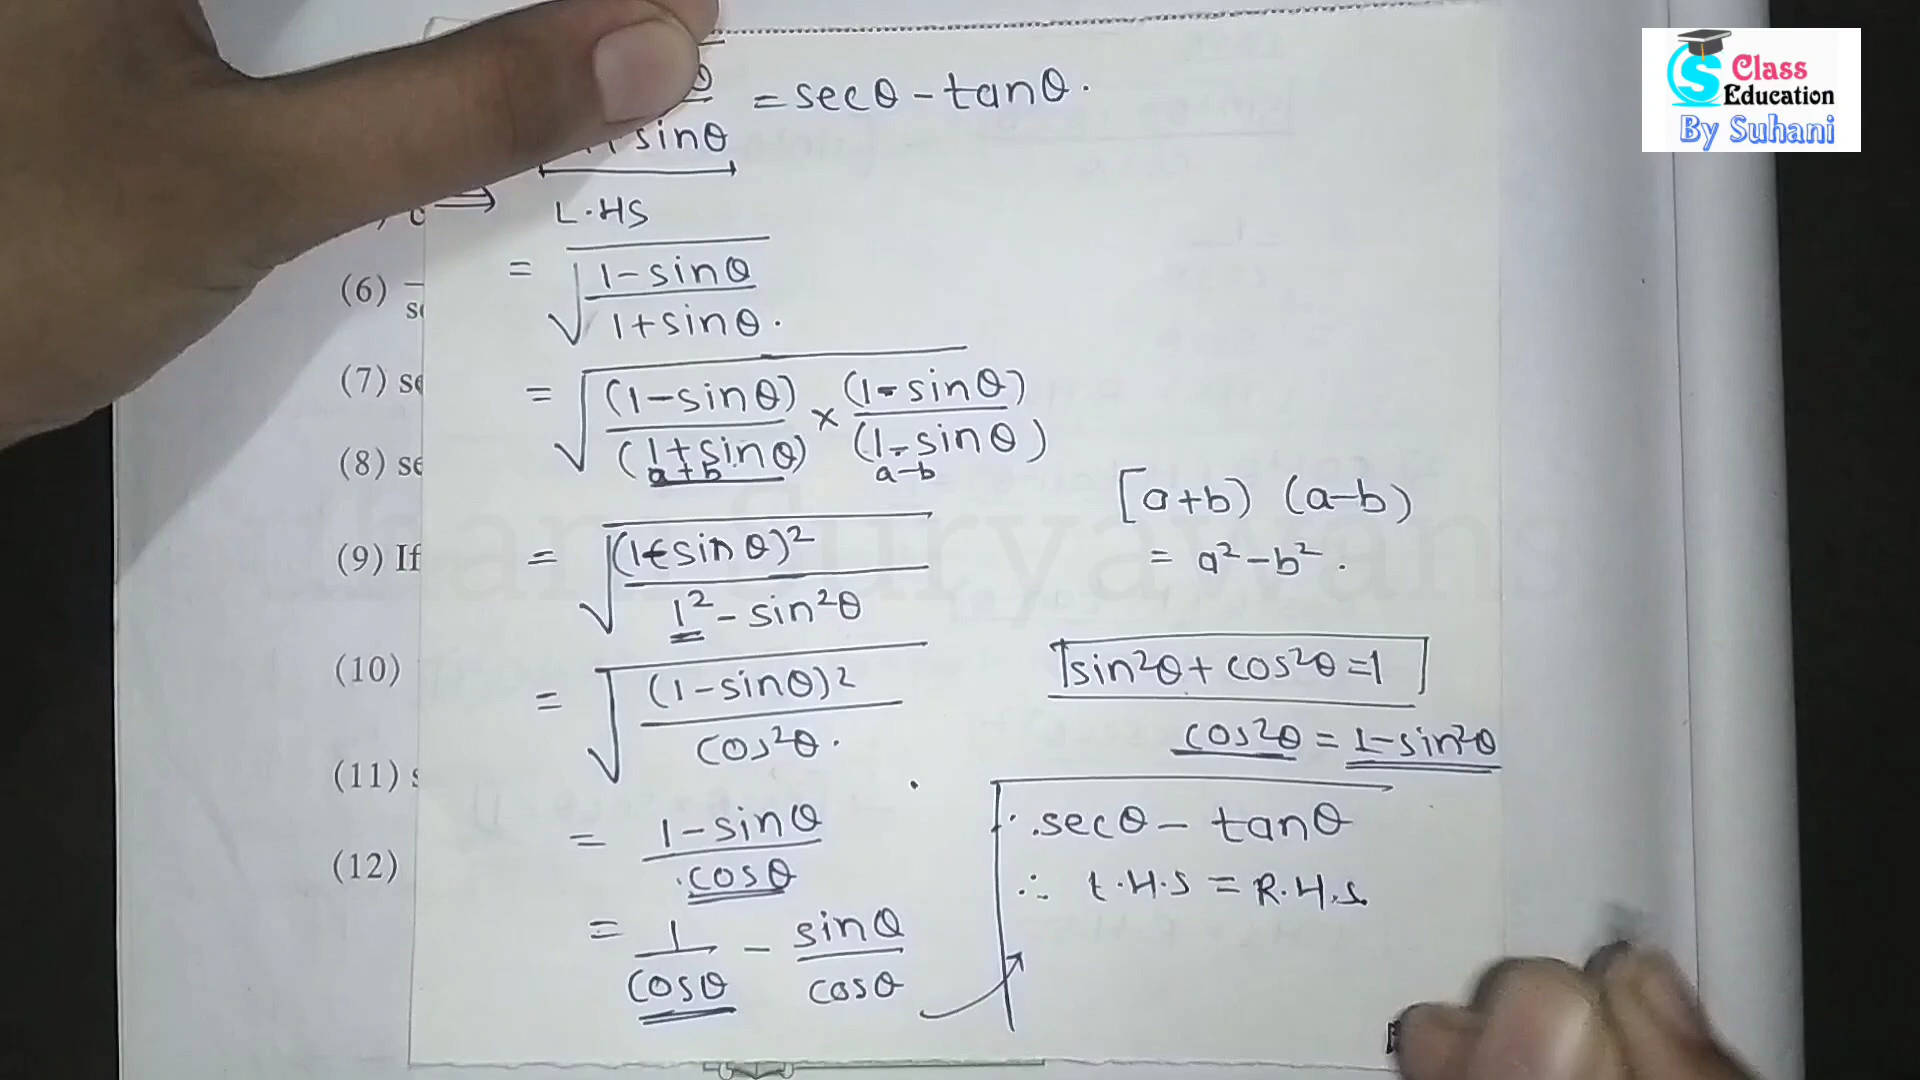 = secθ - tanθ.
sinθ
L.HS
= √(1-sinθ / 1+sinθ.)
= √((1-sinθ) / (1+sinθ) × (1-sinθ) / (1-sinθ))
a+b a-b
[a+b) (a-b)
= a² - b².
= √((1-sinθ)² / 1² - sin²θ)
= √((1-sinθ)² / cos²θ.)
sin²θ + cos²θ = 1
cos²θ = 1-sin²θ
= 1-sinθ / cosθ
= 1 / cosθ - sinθ / cosθ
∴ secθ - tanθ
∴ L.H.S = R.H.S.
(6)
(7) se
(8) se
(9) If
(10)
(11) s
(12)
Class
Education
By Suhani